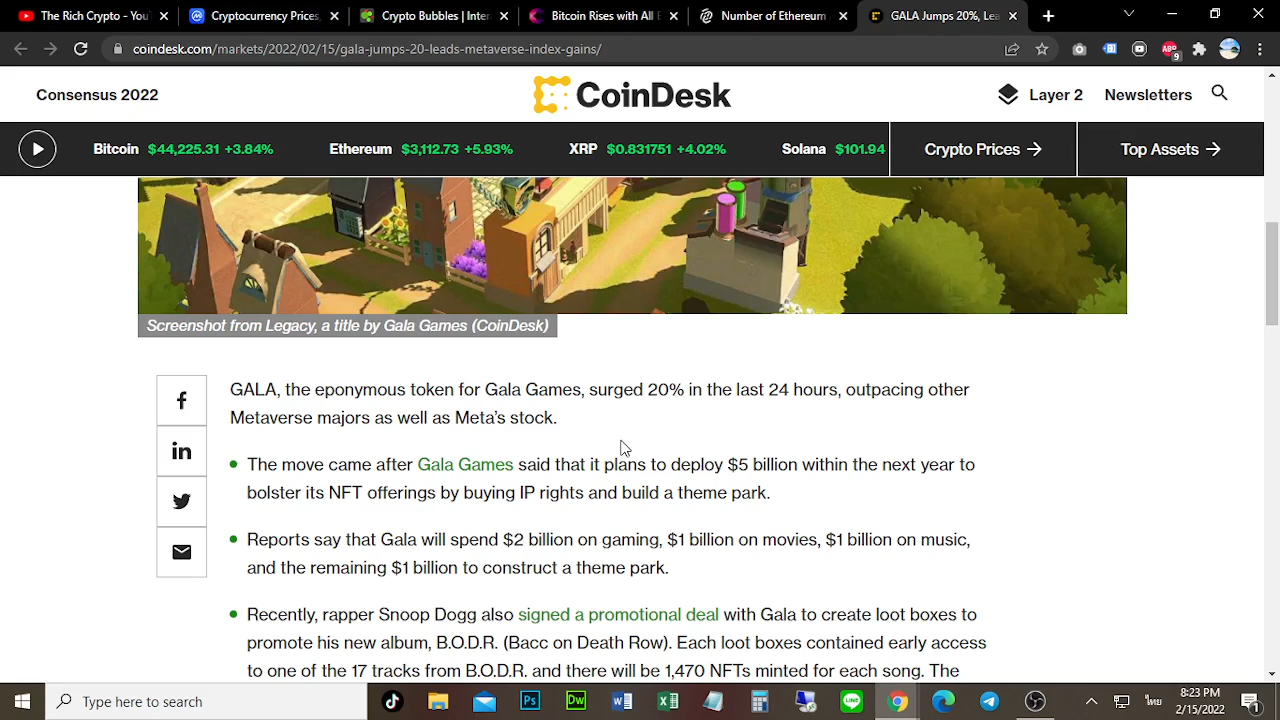 The Rich Crypto - You
Cryptocurrency Prices,
Crypto Bubbles | Inter
Bitcoin Rises with All E
Number of Ethereum
GALA Jumps 20%, Lea
coindesk.com/markets/2022/02/15/gala-jumps-20-leads-metaverse-index-gains/
ABP
9
Consensus 2022
CoinDesk
Layer 2
Newsletters
Bitcoin $44,225.31 +3.84%
Ethereum $3,112.73 +5.93%
XRP $0.831751 +4.02%
Solana $101.94
Crypto Prices →
Top Assets →
Screenshot from Legacy, a title by Gala Games (CoinDesk)
GALA, the eponymous token for Gala Games, surged 20% in the last 24 hours, outpacing other
Metaverse majors as well as Meta's stock.
The move came after Gala Games said that it plans to deploy $5 billion within the next year to
bolster its NFT offerings by buying IP rights and build a theme park.
Reports say that Gala will spend $2 billion on gaming, $1 billion on movies, $1 billion on music,
and the remaining $1 billion to construct a theme park.
Recently, rapper Snoop Dogg also signed a promotional deal with Gala to create loot boxes to
promote his new album, B.O.D.R. (Bacc on Death Row). Each loot boxes contained early access
to one of the 17 tracks from B.O.D.R. and there will be 1,470 NFTs minted for each song. The
Type here to search
Ps
Dw
ไทย
8:23 PM
2/15/2022
1